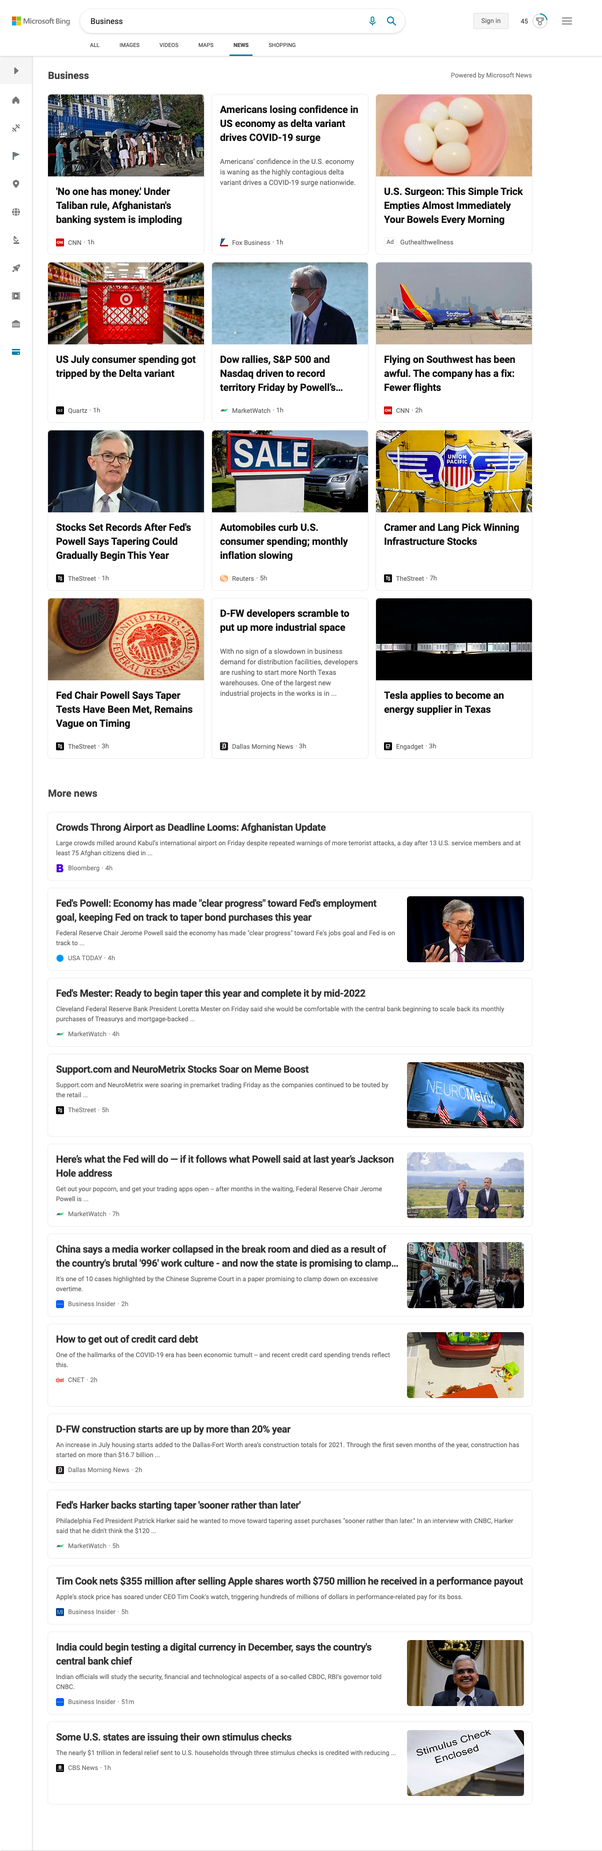 Microsoft Bing
Business
Sign in
45
ALL IMAGES VIDEOS MAPS NEWS SHOPPING
Business
Powered by Microsoft News
'No one has money.' Under
Taliban rule, Afghanistan's
banking system is imploding
CNN · 1h
Americans losing confidence in
US economy as delta variant
drives COVID-19 surge
Americans' confidence in the U.S. economy
is waning as the highly contagious delta
variant drives a COVID-19 surge nationwide.
Fox Business · 1h
U.S. Surgeon: This Simple Trick
Empties Almost Immediately
Your Bowels Every Morning
Ad Guthealthwellness
US July consumer spending got
tripped by the Delta variant
Quartz · 1h
Dow rallies, S&P 500 and
Nasdaq driven to record
territory Friday by Powell's...
MarketWatch · 1h
Flying on Southwest has been
awful. The company has a fix:
Fewer flights
CNN · 2h
Stocks Set Records After Fed's
Powell Says Tapering Could
Gradually Begin This Year
TheStreet · 1h
SALE
Automobiles curb U.S.
consumer spending; monthly
inflation slowing
Reuters · 5h
UNION
PACIFIC
Cramer and Lang Pick Winning
Infrastructure Stocks
TheStreet · 7h
UNITED STATES
FEDERAL RESERVE
Fed Chair Powell Says Taper
Tests Have Been Met, Remains
Vague on Timing
TheStreet · 3h
D-FW developers scramble to
put up more industrial space
With no sign of a slowdown in business
demand for distribution facilities, developers
are rushing to start more North Texas
warehouses. One of the largest new
industrial projects in the works is in ...
Dallas Morning News · 3h
Tesla applies to become an
energy supplier in Texas
Engadget · 3h
More news
Crowds Throng Airport as Deadline Looms: Afghanistan Update
Large crowds milled around Kabul's international airport on Friday despite repeated warnings of more terrorist attacks, a day after 13 U.S. service members and at
least 75 Afghan citizens died in ...
Bloomberg · 4h
Fed's Powell: Economy has made "clear progress" toward Fed's employment
goal, keeping Fed on track to taper bond purchases this year
Federal Reserve Chair Jerome Powell said the economy has made "clear progress" toward Fe's jobs goal and Fed is on
track to ...
USA TODAY · 4h
Fed's Mester: Ready to begin taper this year and complete it by mid-2022
Cleveland Federal Reserve Bank President Loretta Mester on Friday said she would be comfortable with the central bank beginning to scale back its monthly
purchases of Treasurys and mortgage-backed ...
MarketWatch · 4h
Support.com and NeuroMetrix Stocks Soar on Meme Boost
Support.com and NeuroMetrix were soaring in premarket trading Friday as the companies continued to be touted by
the retail ...
TheStreet · 5h
NEUROMetrix
Here's what the Fed will do — if it follows what Powell said at last year's Jackson
Hole address
Get out your popcorn, and get your trading apps open – after months in the waiting, Federal Reserve Chair Jerome
Powell is ...
MarketWatch · 7h
China says a media worker collapsed in the break room and died as a result of
the country's brutal '996' work culture - and now the state is promising to clamp...
It's one of 10 cases highlighted by the Chinese Supreme Court in a paper promising to clamp down on excessive
overtime.
Business Insider · 2h
How to get out of credit card debt
One of the hallmarks of the COVID-19 era has been economic tumult – and recent credit card spending trends reflect
this.
CNET · 2h
D-FW construction starts are up by more than 20% year
An increase in July housing starts added to the Dallas-Fort Worth area's construction totals for 2021. Through the first seven months of the year, construction has
started on more than $16.7 billion ...
Dallas Morning News · 2h
Fed's Harker backs starting taper 'sooner rather than later'
Philadelphia Fed President Patrick Harker said he wanted to move toward tapering asset purchases "sooner rather than later." In an interview with CNBC, Harker
said that he didn't think the $120 ...
MarketWatch · 5h
Tim Cook nets $355 million after selling Apple shares worth $750 million he received in a performance payout
Apple's stock price has soared under CEO Tim Cook's watch, triggering hundreds of millions of dollars in performance-related pay for its boss.
Business Insider · 5h
India could begin testing a digital currency in December, says the country's
central bank chief
Indian officials will study the security, financial and technological aspects of a so-called CBDC, RBI's governor told
CNBC.
Business Insider · 51m
Some U.S. states are issuing their own stimulus checks
The nearly $1 trillion in federal relief sent to U.S. households through three stimulus checks is credited with reducing ...
CBS News · 1h
Stimulus Check
Enclosed